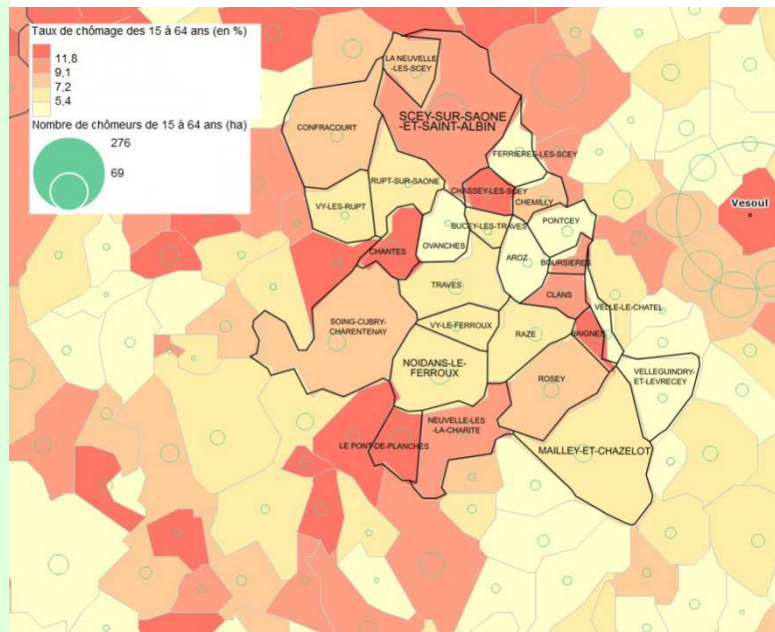 Taux de chômage des 15 à 64 ans (en %)
11,8
9,1
7,2
5,4
Nombre de chômeurs de 15 à 64 ans (ha)
276
69
LA NEUVELLE
-LES-SCEY
SCEY-SUR-SAONE
-ET-SAINT-ALBIN
CONFRACOURT
FERRIERES-LES-SCEY
RUPT-SUR-SAONE
CHASSEY-LES-SCEY
CHEMILLY
VY-LES-RUPT
Vesoul
PONTCEY
BUCEY-LES-TRAVES
OVANCHES
CHANTES
AROZ
BOURSIERES
TRAVES
CLANS
VELLE-LE-CHATEL
SOING-CUBRY-
CHARENTENAY
VY-LE-FERROUX
RAZE
BAIGNES
NOIDANS-LE-
FERROUX
VELLEGUINDRY-
ET-LEVRECEY
ROSEY
NEUVELLE-LES
-LA-CHARITE
LE PONT-DE-PLANCHES
MAILLEY-ET-CHAZELOT